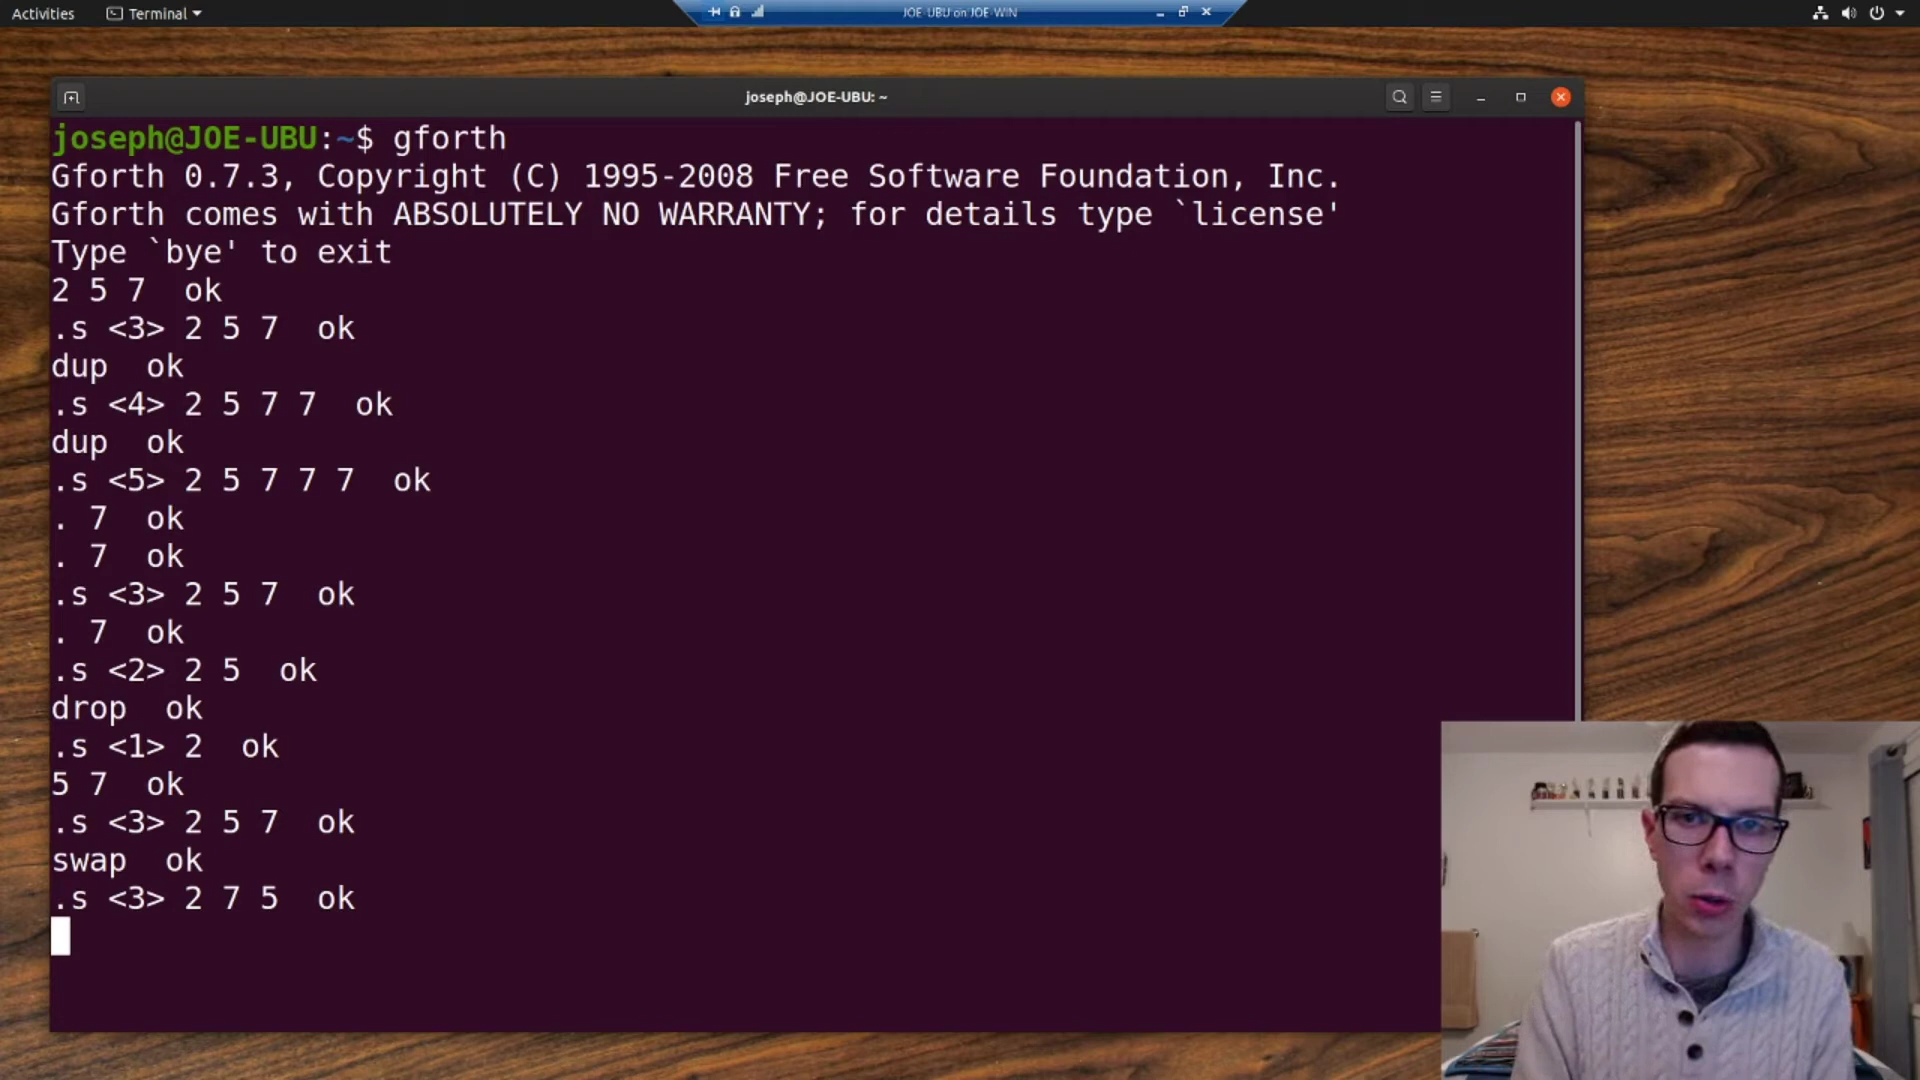 Activities Terminal JOE-UBU on JOE-WIN
joseph@JOE-UBU: ~
joseph@JOE-UBU:~$ gforth
Gforth 0.7.3, Copyright (C) 1995-2008 Free Software Foundation, Inc.
Gforth comes with ABSOLUTELY NO WARRANTY; for details type `license'
Type `bye' to exit
2 5 7  ok
.s <3> 2 5 7  ok
dup  ok
.s <4> 2 5 7 7  ok
dup  ok
.s <5> 2 5 7 7 7  ok
. 7  ok
. 7  ok
.s <3> 2 5 7  ok
. 7  ok
.s <2> 2 5  ok
drop  ok
.s <1> 2  ok
5 7  ok
.s <3> 2 5 7  ok
swap  ok
.s <3> 2 7 5  ok